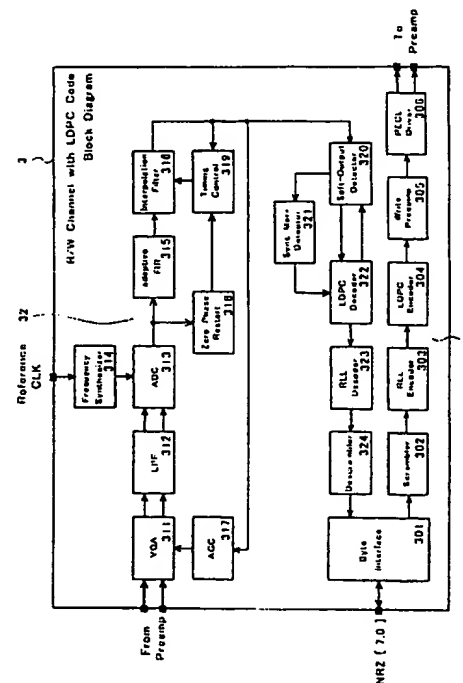 3
R/W Channel with LDPC Code
Block Diagram
Reference
CLK
32
Frequency
Synthesizer
314
From
Preamp
VGA
311
LPF
312
ADC
313
adaptive
FIR
315
Interpolation
Filter
316
AGC
317
Zero Phase
Restart
318
Timing
Control
319
Sync Mark
Detector
321
Soft-Output
Detector
320
LDPC
Decoder
322
RLL
Decoder
323
Descrambler
324
NRZ [ 7.0]
Byte
Interface
301
Scrambler
302
RLL
Encoder
303
LDPC
Encoder
304
Write
Precomp
305
PECL
Driver
306
To
Preamp